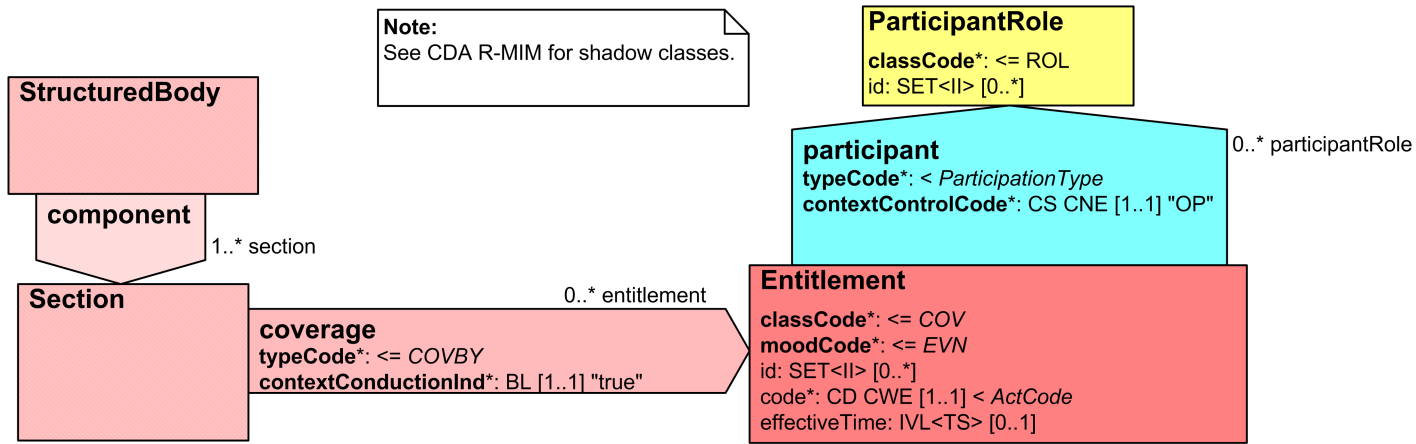 Note:
See CDA R-MIM for shadow classes.
ParticipantRole
classCode*: <= ROL
id: SET<II> [0..*]
StructuredBody
component
1..* section
participant
typeCode*: < ParticipationType
contextControlCode*: CS CNE [1..1] "OP"
0..* participantRole
Section
coverage
typeCode*: <= COVBY
contextConductionInd*: BL [1..1] "true"
0..* entitlement
Entitlement
classCode*: <= COV
moodCode*: <= EVN
id: SET<II> [0..*]
code*: CD CWE [1..1] < ActCode
effectiveTime: IVL<TS> [0..1]